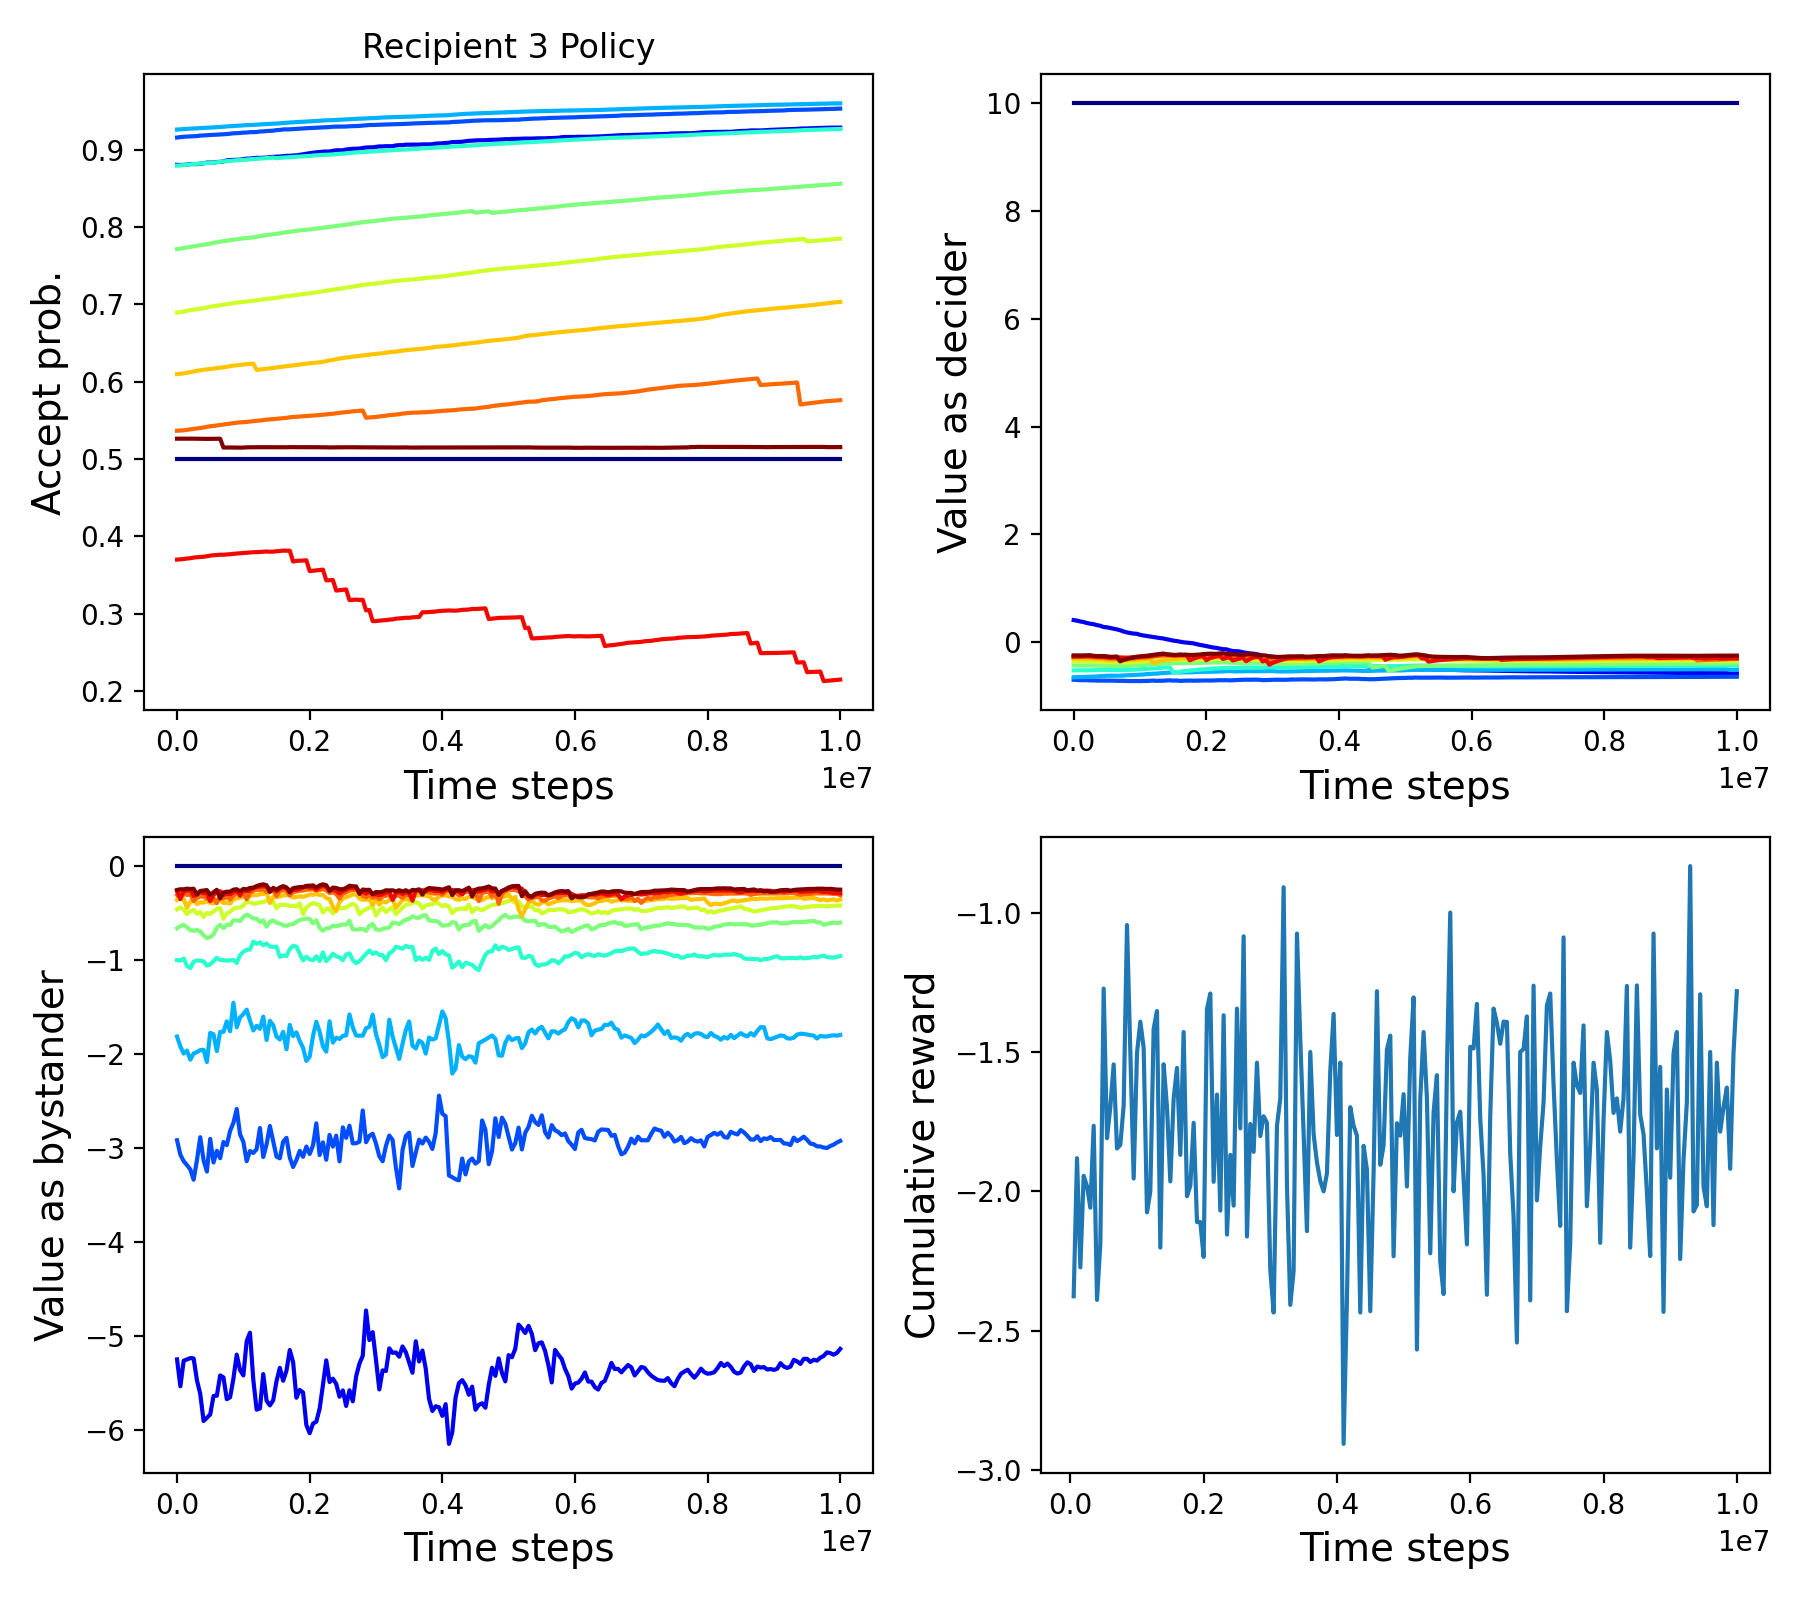 Recipient 3 Policy
Accept prob.
0.9
0.8
0.7
0.6
0.5
0.4
0.3
0.2
0.0 0.2 0.4 0.6 0.8 1.0
1e7
Time steps
Value as decider
10
8
6
4
2
0
0.0 0.2 0.4 0.6 0.8 1.0
1e7
Time steps
Value as bystander
0
−1
−2
−3
−4
−5
−6
0.0 0.2 0.4 0.6 0.8 1.0
1e7
Time steps
Cumulative reward
−1.0
−1.5
−2.0
−2.5
−3.0
0.0 0.2 0.4 0.6 0.8 1.0
1e7
Time steps